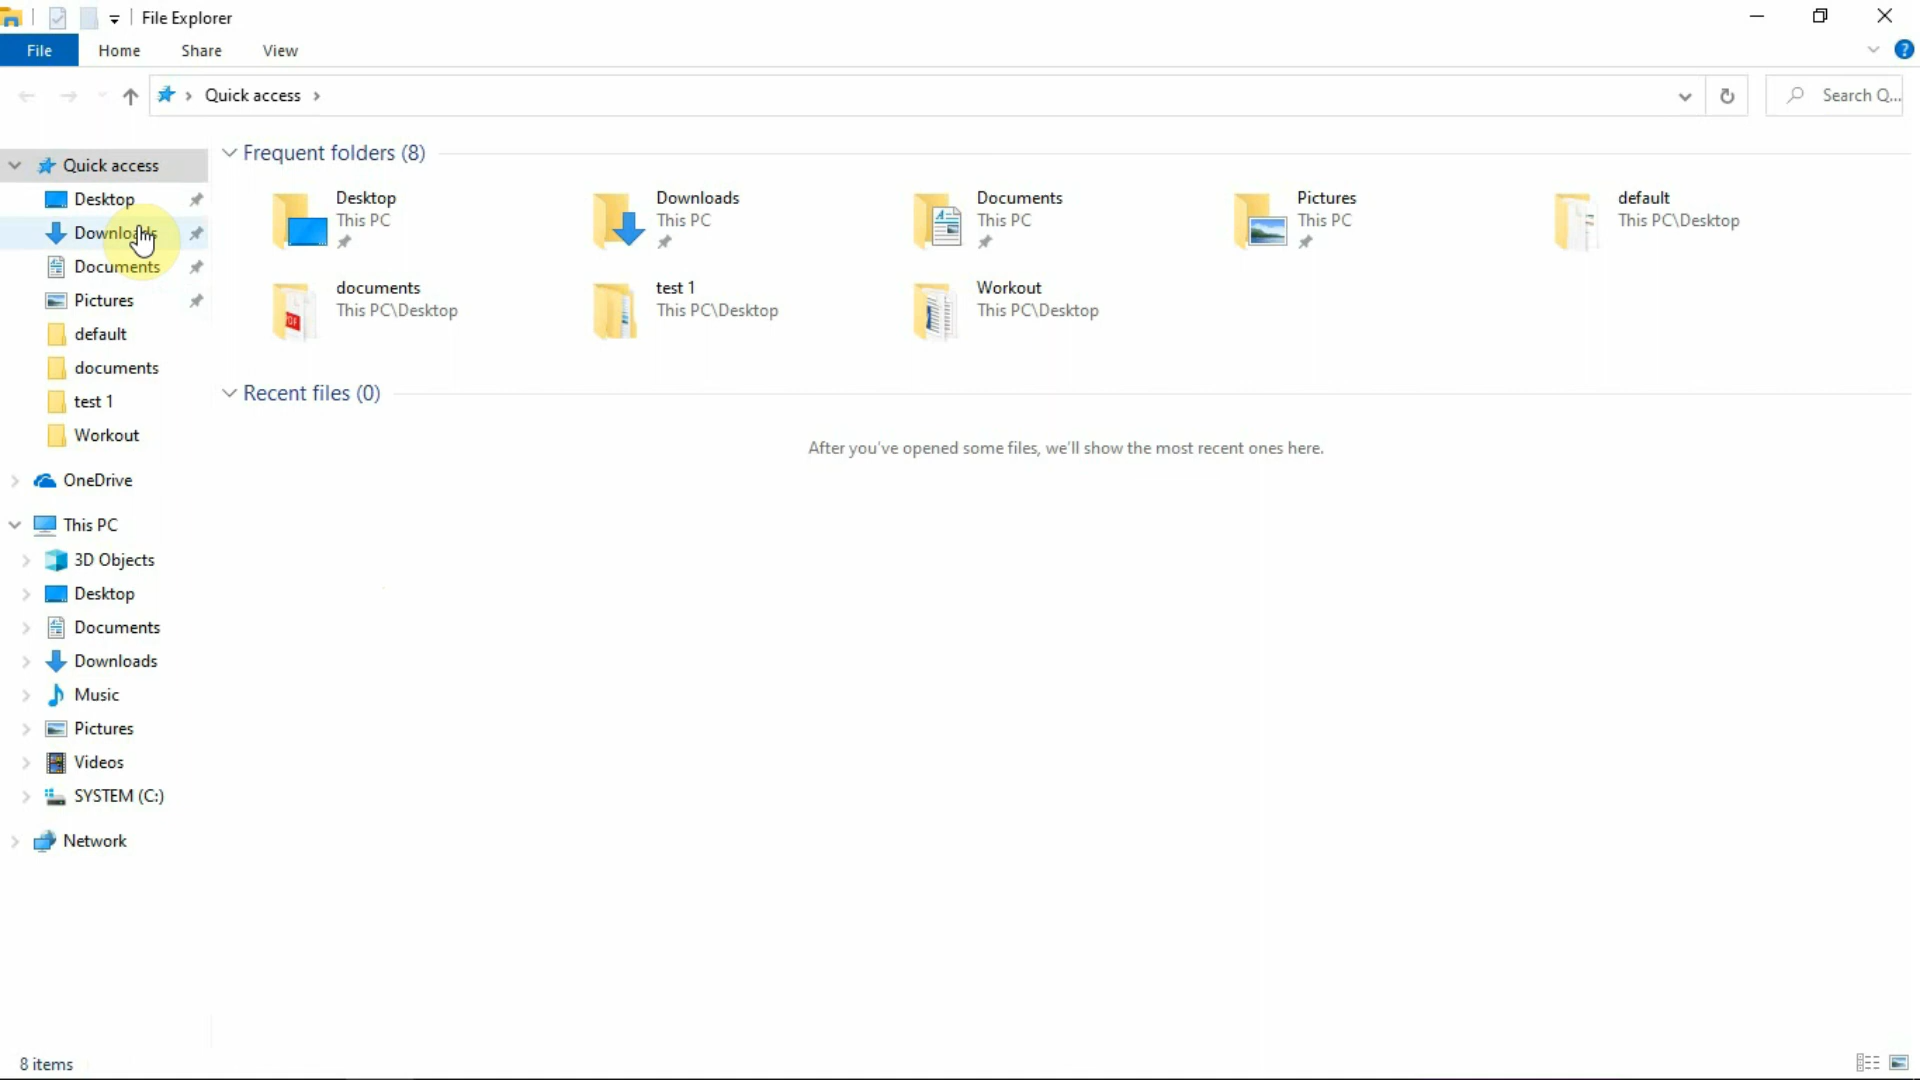 File Explorer
File Home Share View
Quick access
Search Q...
Quick access
Desktop
Downloads
Documents
Pictures
default
documents
test 1
Workout
OneDrive
This PC
3D Objects
Desktop
Documents
Downloads
Music
Pictures
Videos
SYSTEM (C:)
Network
Frequent folders (8)
Desktop
This PC
Downloads
This PC
Documents
This PC
Pictures
This PC
default
This PC\Desktop
documents
This PC\Desktop
test 1
This PC\Desktop
Workout
This PC\Desktop
Recent files (0)
After you've opened some files, we'll show the most recent ones here.
8 items